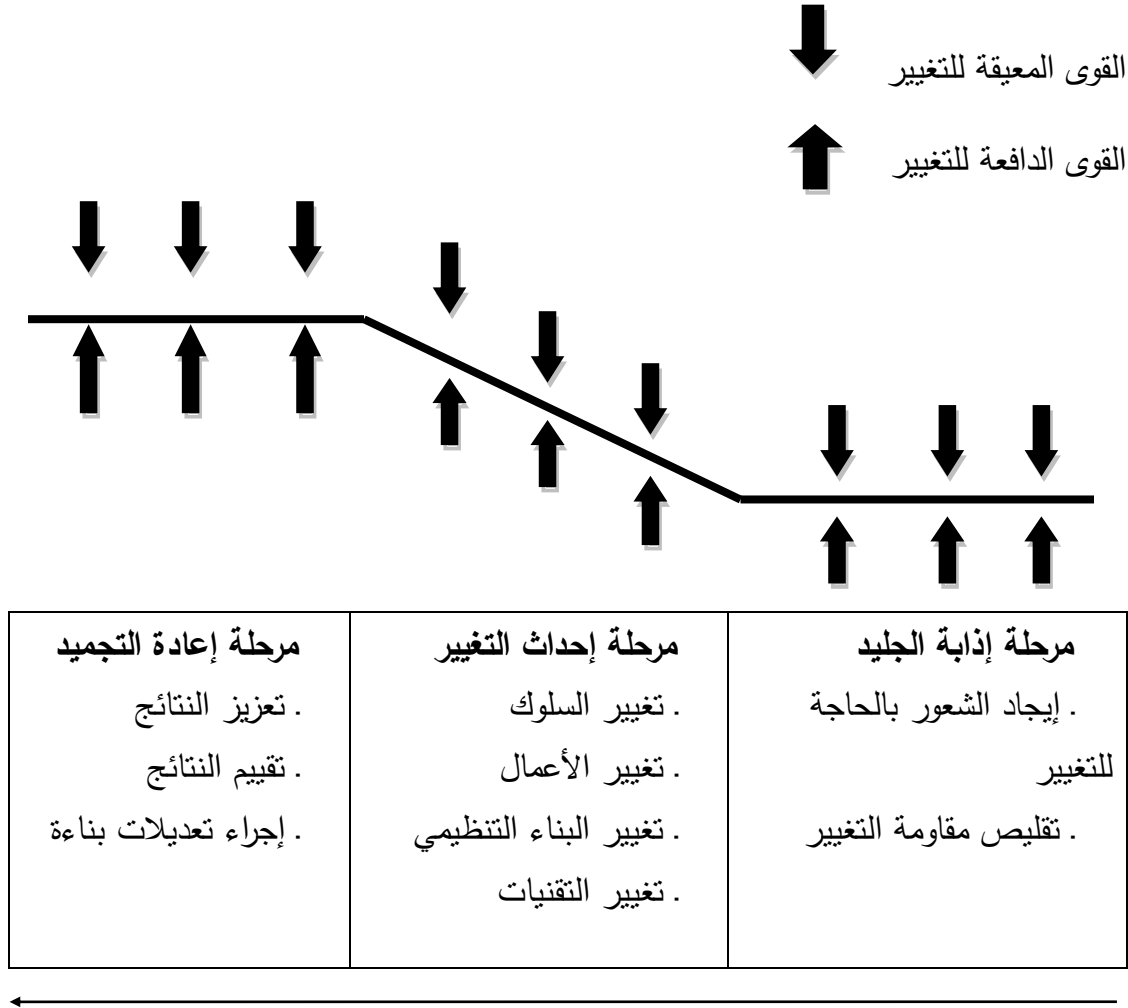 القوى المعيقة للتغيير
القوى الدافعة للتغيير
مرحلة إذابة الجليد
. إيجاد الشعور بالحاجة
للتغيير
. تقليص مقاومة التغيير
مرحلة إحداث التغيير
. تغيير السلوك
. تغيير الأعمال
. تغيير البناء التنظيمي
. تغيير التقنيات
مرحلة إعادة التجميد
. تعزيز النتائج
. تقييم النتائج
. إجراء تعديلات بناءة